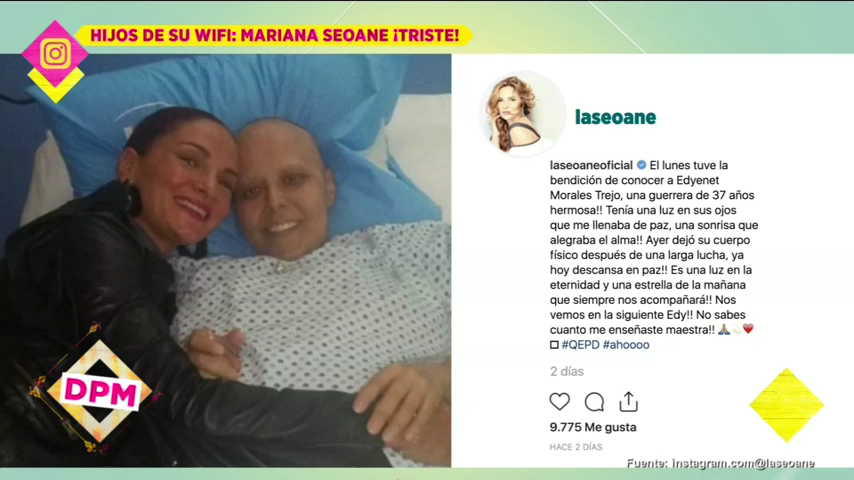 HIJOS DE SU WIFI: MARIANA SEOANE ¡TRISTE!
laseoane
laseoaneoficial El lunes tuve la
bendición de conocer a Edyenet
Morales Trejo, una guerrera de 37 años
hermosa!! Tenía una luz en sus ojos
que me llenaba de paz, una sonrisa que
alegraba el alma!! Ayer dejó su cuerpo
físico después de una larga lucha, ya
hoy descansa en paz!! Es una luz en la
eternidad y una estrella de la mañana
que siempre nos acompañará!! Nos
vemos en la siguiente Edy!! No sabes
cuanto me enseñaste maestra!! 🙏🏼✨❤️
□ #QEPD #ahoooo
2 días
9.775 Me gusta
HACE 2 DÍAS
DPM
Fuente: instagram.com@laseoane